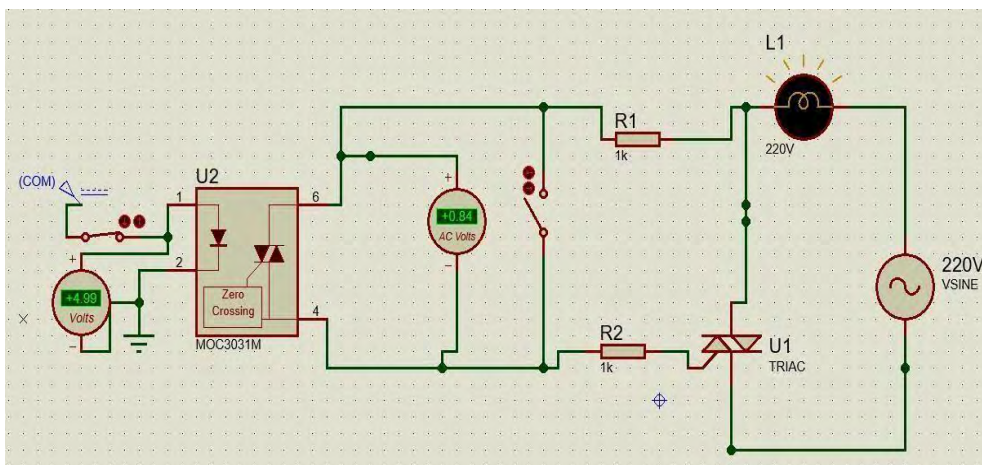 L1
220V
R1
1k
(COM)
U2
1
6
+
+4.99
Volts
-
2
Zero
Crossing
4
MOC3031M
+
+0.84
AC Volts
-
R2
1k
U1
TRIAC
220V
VSINE